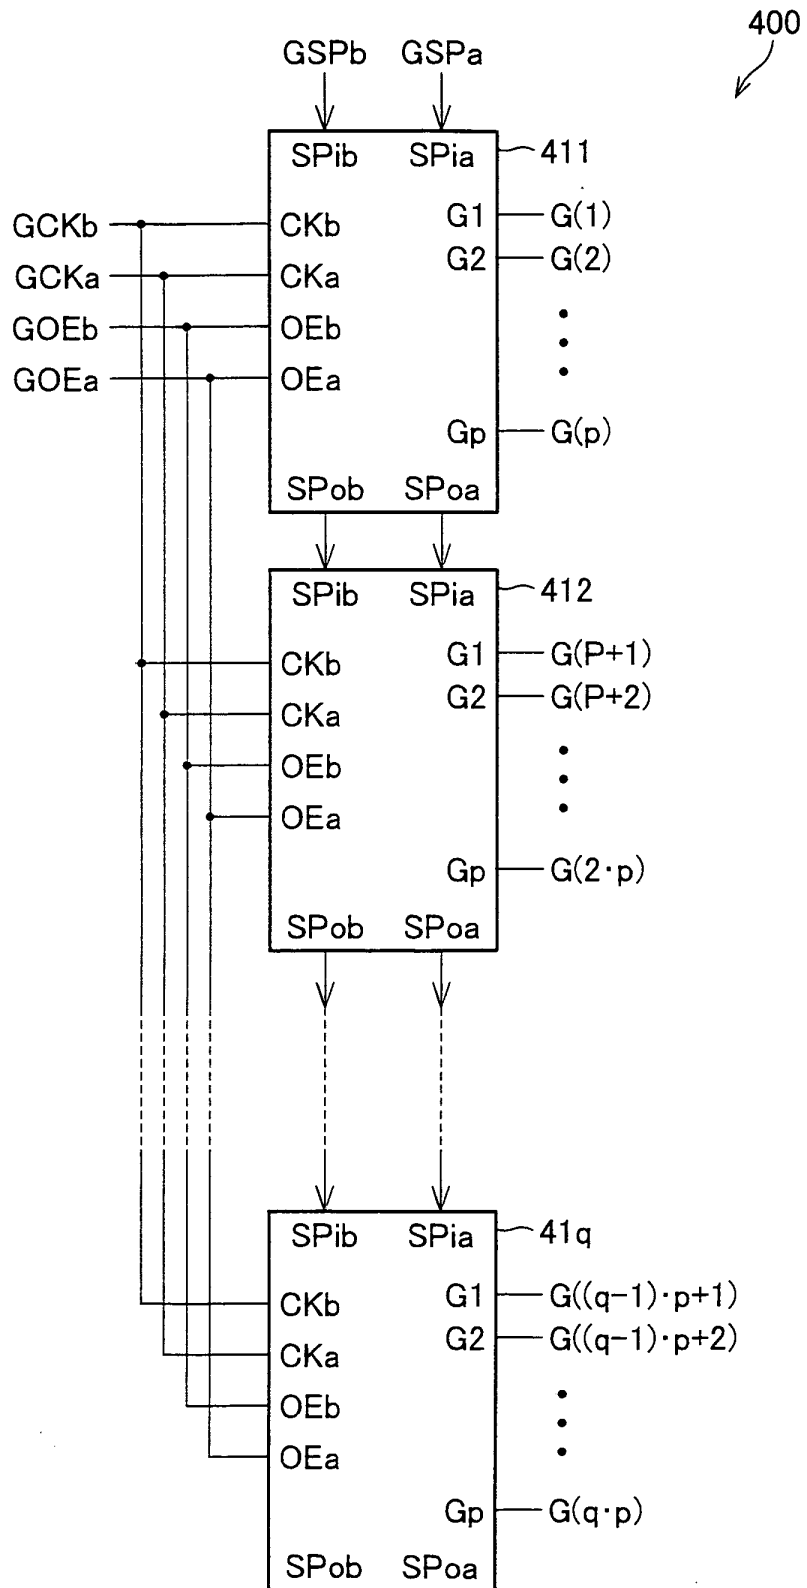 400
GSPb GSPa
SPib SPia 411
GCKb CKb G1 G(1)
GCKa CKa G2 G(2)
GOEb OEb
GOEa OEa
Gp G(p)
SPob SPoa
SPib SPia 412
CKb G1 G(P+1)
CKa G2 G(P+2)
OEb
OEa
Gp G(2·p)
SPob SPoa
SPib SPia 41q
CKb G1 G((q-1)·p+1)
CKa G2 G((q-1)·p+2)
OEb
OEa
Gp G(q·p)
SPob SPoa